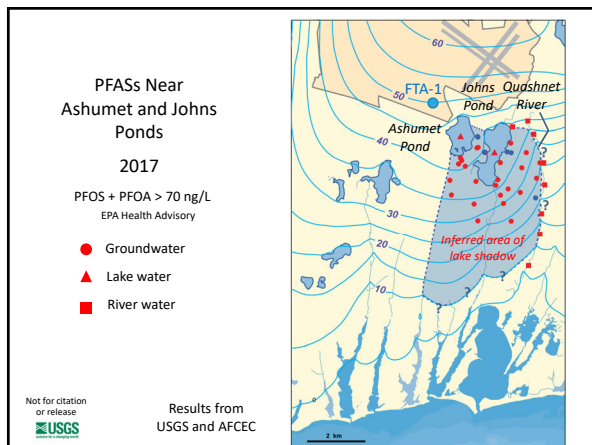 PFASs Near
Ashumet and Johns
Ponds
2017
PFOS + PFOA > 70 ng/L
EPA Health Advisory
Groundwater
Lake water
River water
Not for citation
or release
USGS
science for a changing world
Results from
USGS and AFCEC
60
50
FTA-1
Johns
Pond
Quashnet
River
Ashumet
Pond
40
30
20
10
0
Inferred area of
lake shadow
?
?
?
?
?
?
2 km